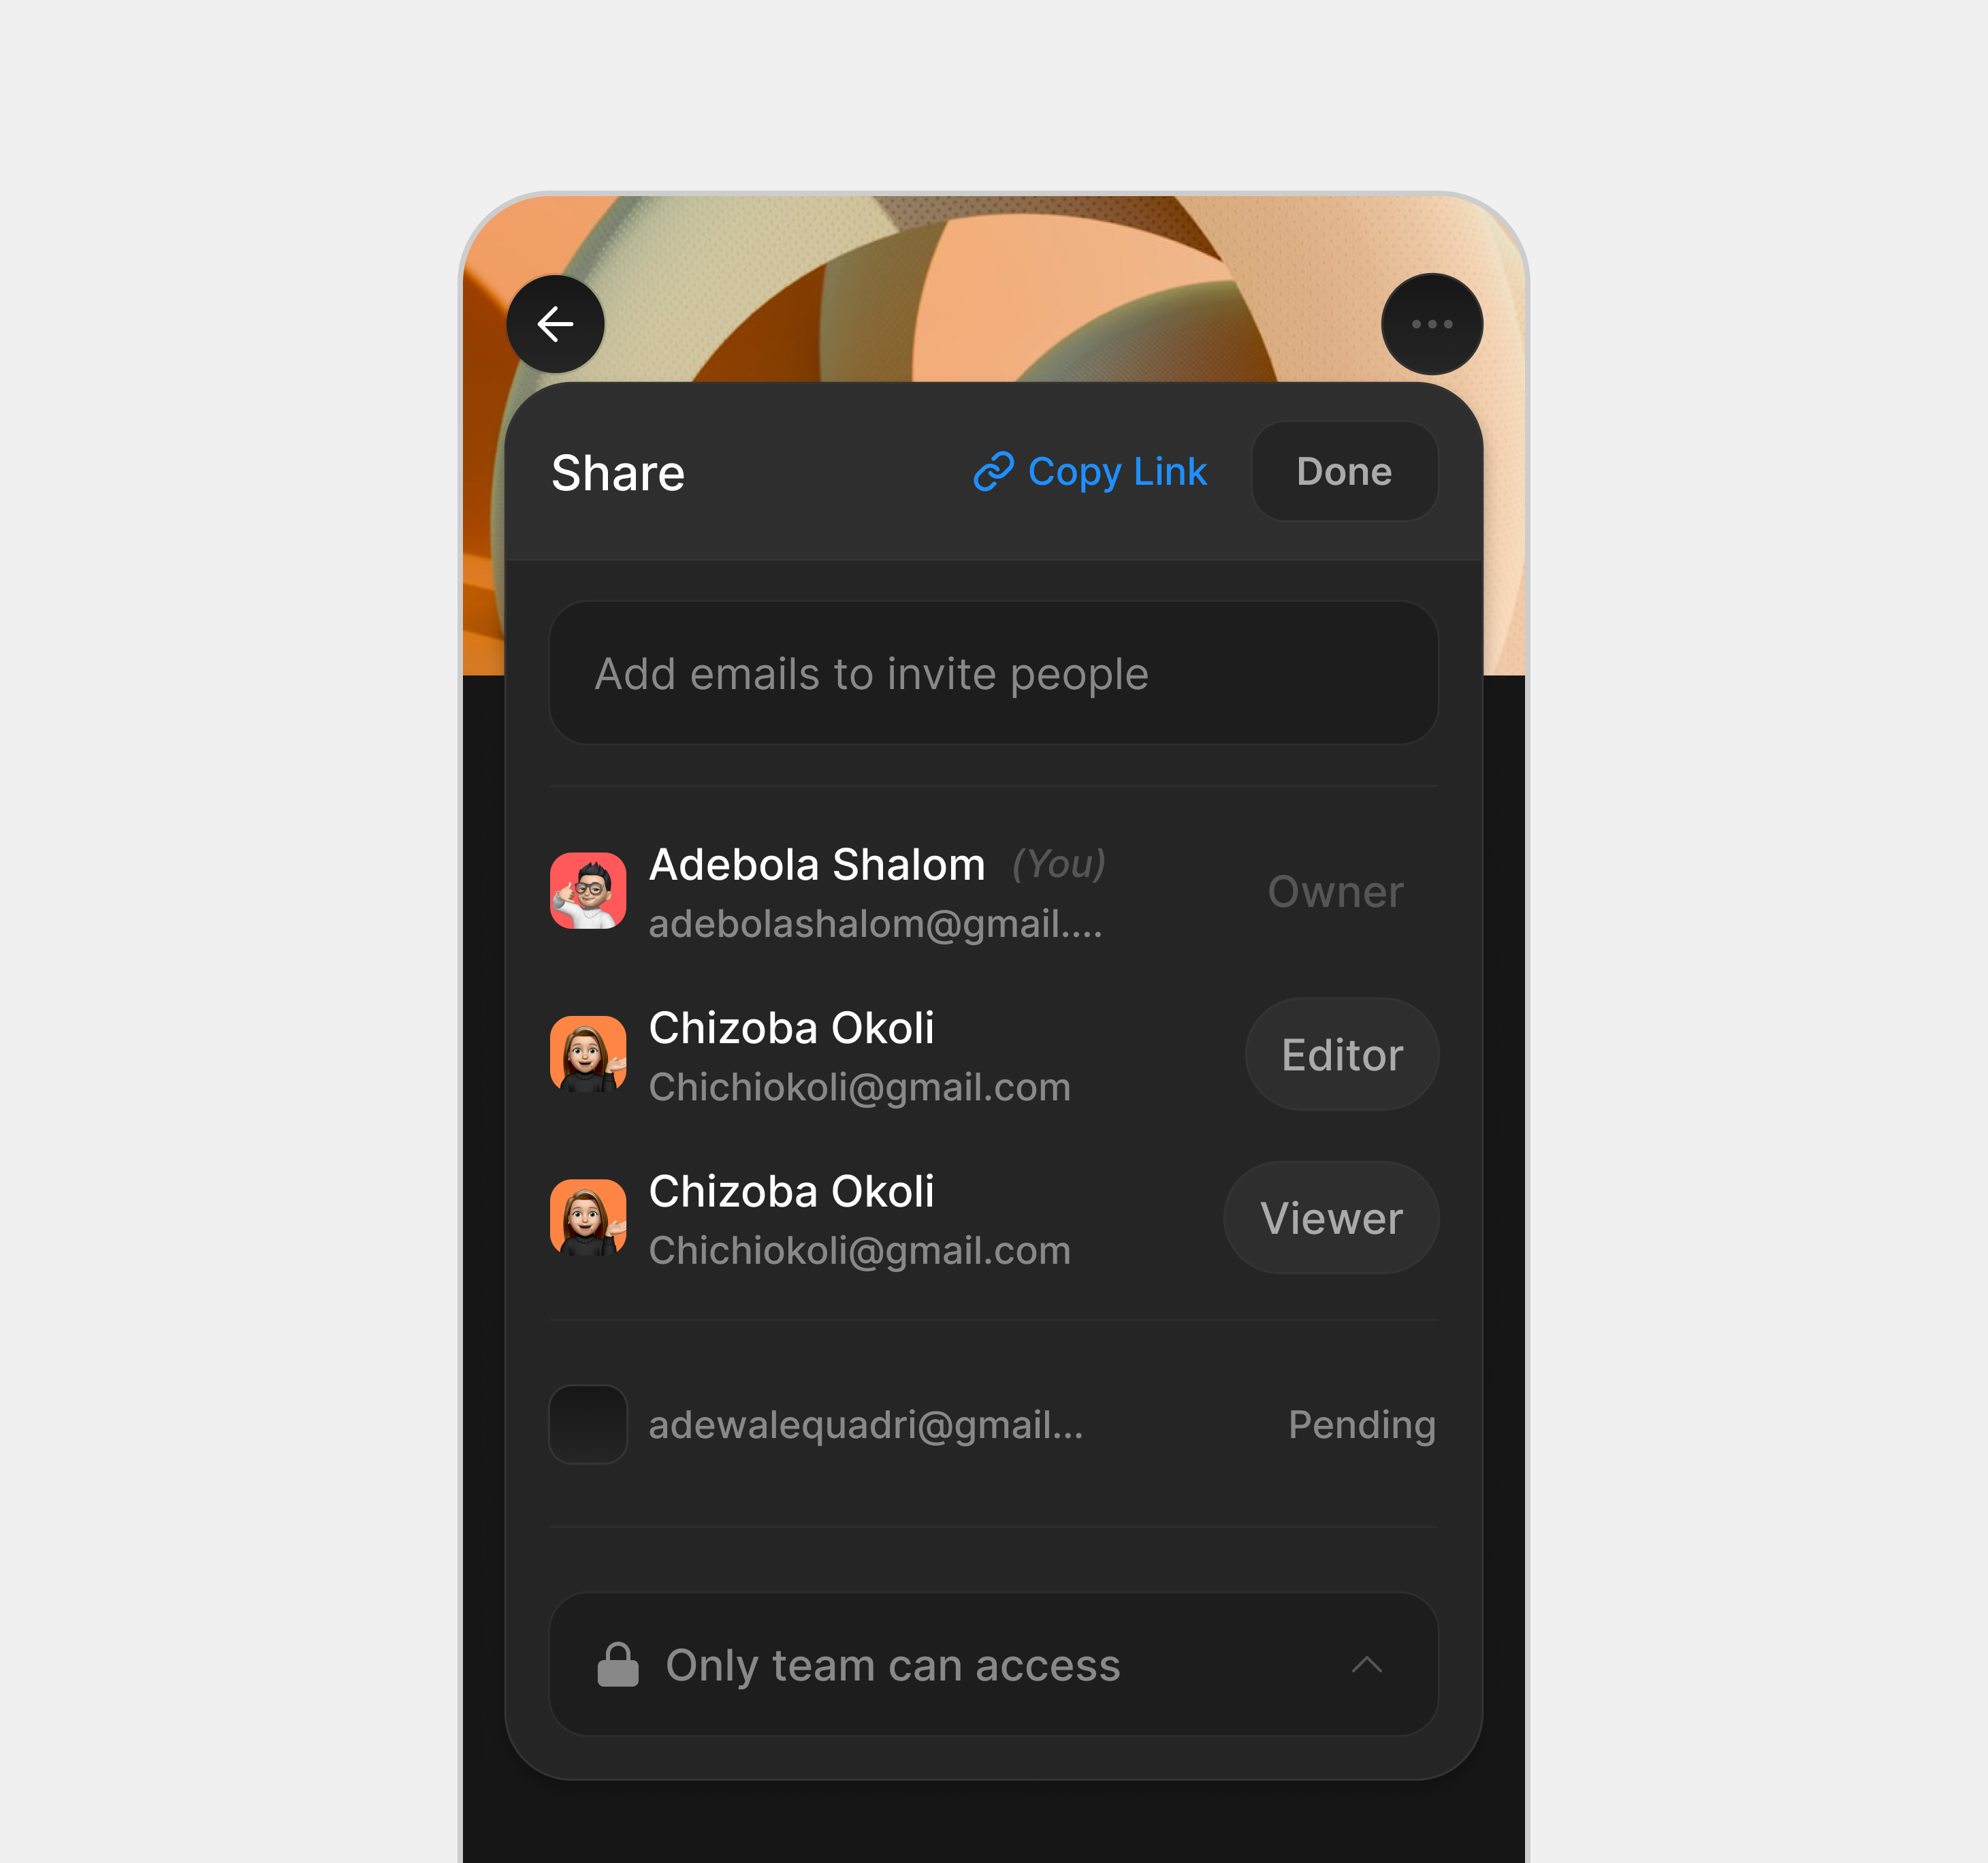 Share
Copy Link
Done
Add emails to invite people
Adebola Shalom (You)
adebolashalom@gmail....
Owner
Chizoba Okoli
Chichiokoli@gmail.com
Editor
Chizoba Okoli
Chichiokoli@gmail.com
Viewer
adewalequadri@gmail...
Pending
Only team can access